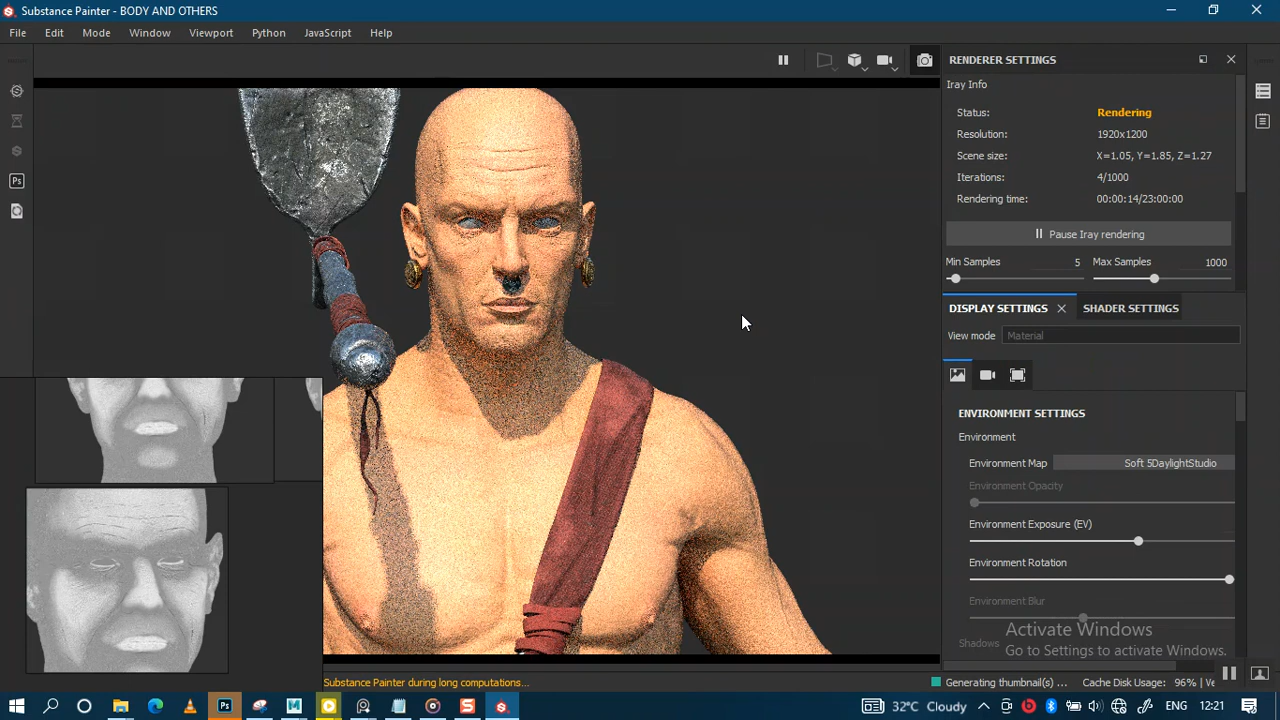 Substance Painter - BODY AND OTHERS
File Edit Mode Window Viewport Python JavaScript Help
RENDERER SETTINGS
Iray Info
Status: Rendering
Resolution: 1920x1200
Scene size: X=1.05, Y=1.85, Z=1.27
Iterations: 4/1000
Rendering time: 00:00:14/23:00:00
Pause Iray rendering
Min Samples 5 Max Samples 1000
DISPLAY SETTINGS SHADER SETTINGS
View mode Material
ENVIRONMENT SETTINGS
Environment
Environment Map Soft 5DaylightStudio
Environment Opacity
Environment Exposure (EV)
Environment Rotation
Environment Blur
Shadows
Activate Windows
Go to Settings to activate Windows.
Substance Painter during long computations...
Generating thumbnail(s) ... Cache Disk Usage: 96% | Ve
Ps
Ps
32°C Cloudy ENG 12:21